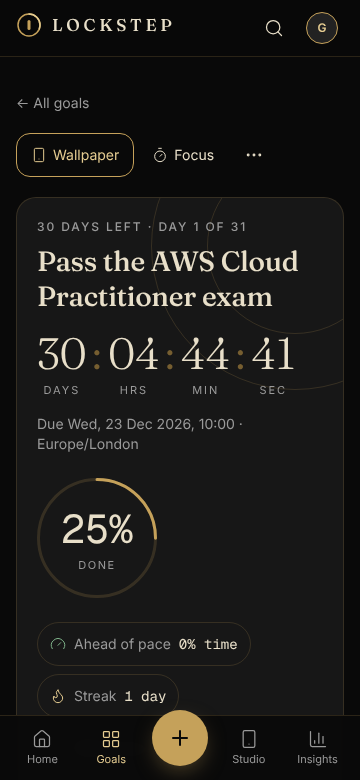 LOCKSTEP
G
← All goals
Wallpaper
Focus
30 DAYS LEFT · DAY 1 OF 31
Pass the AWS Cloud
Practitioner exam
30 : 04 : 44 : 41
DAYS HRS MIN SEC
Due Wed, 23 Dec 2026, 10:00 ·
Europe/London
25%
DONE
Ahead of pace 0% time
Streak 1 day
Home
Goals
Studio
Insights